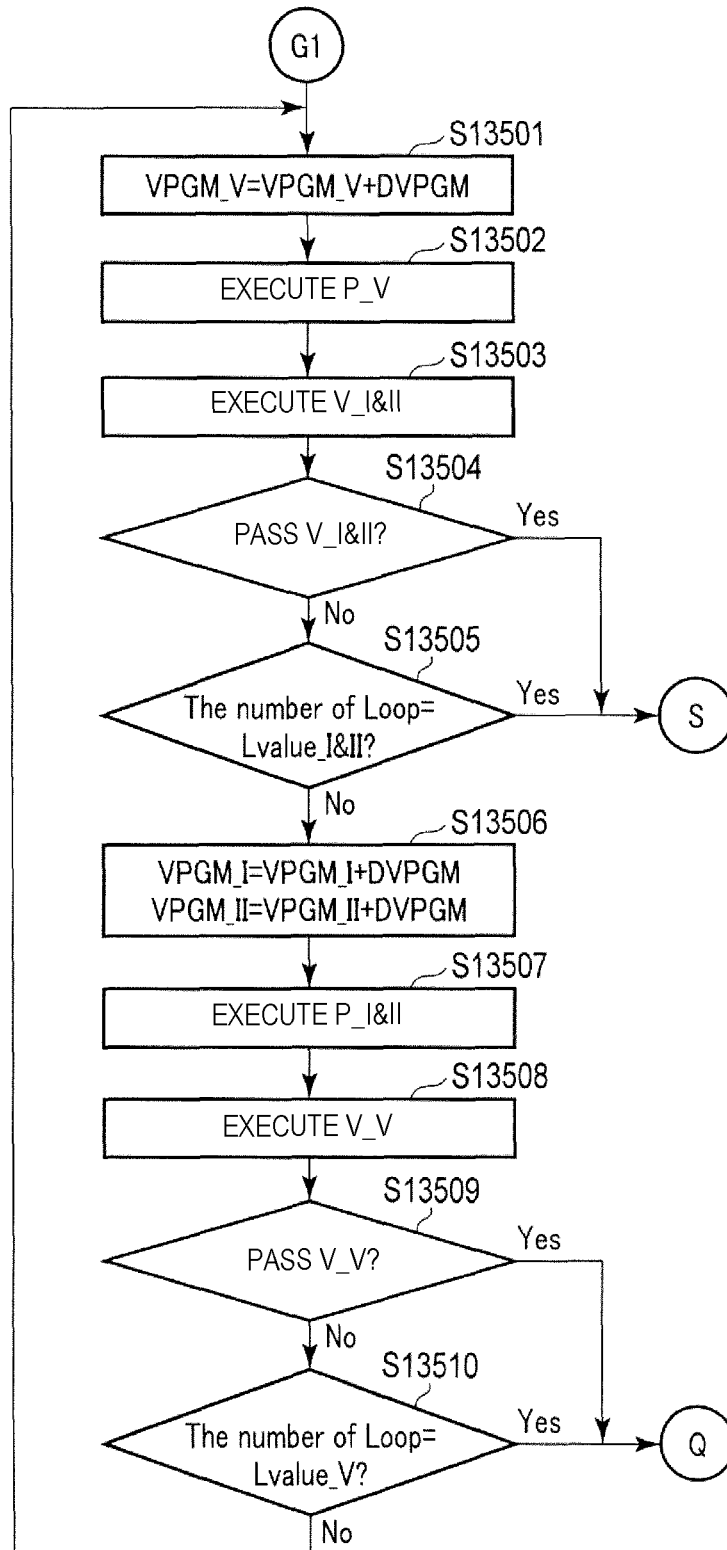 G1
S13501
VPGM_V=VPGM_V+DVPGM
S13502
EXECUTE P_V
S13503
EXECUTE V_I&II
S13504
PASS V_I&II?
Yes
No
S13505
The number of Loop=
Lvalue_I&II?
Yes
S
No
S13506
VPGM_I=VPGM_I+DVPGM
VPGM_II=VPGM_II+DVPGM
S13507
EXECUTE P_I&II
S13508
EXECUTE V_V
S13509
PASS V_V?
Yes
No
S13510
The number of Loop=
Lvalue_V?
Yes
Q
No